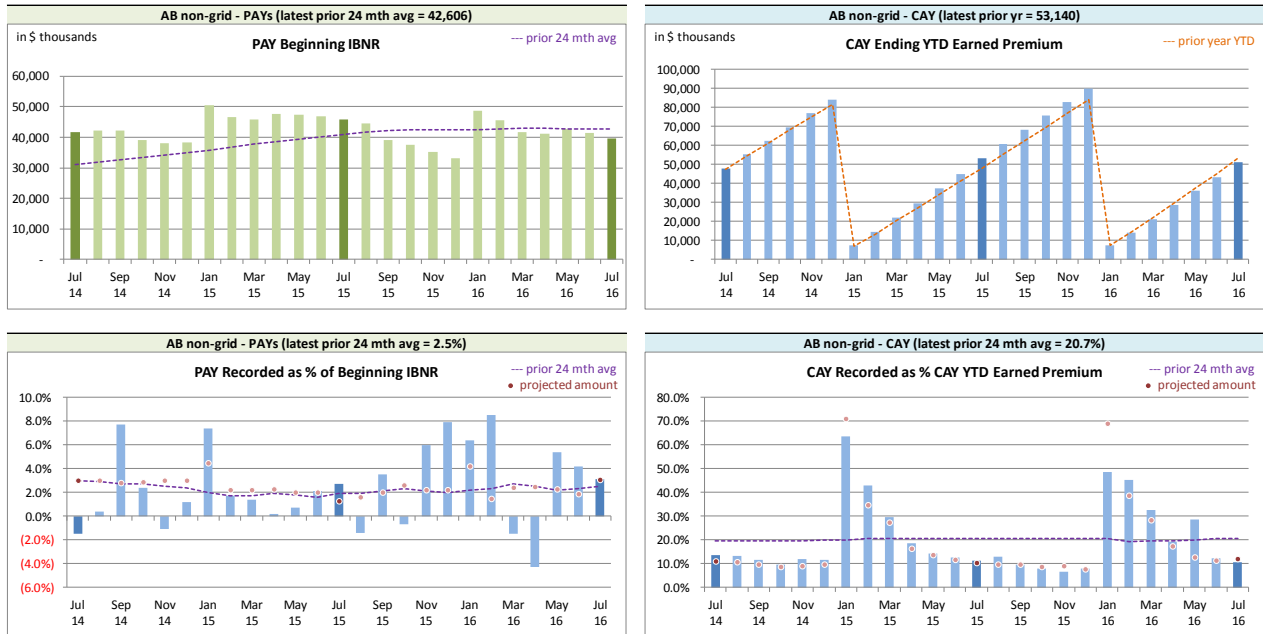 AB non-grid - PAYs (latest prior 24 mth avg = 42,606)
in $ thousands
PAY Beginning IBNR
--- prior 24 mth avg
60,000
50,000
40,000
30,000
20,000
10,000
-
Jul Sep Nov Jan Mar May Jul Sep Nov Jan Mar May Jul
14 14 14 15 15 15 15 15 15 16 16 16 16
AB non-grid - CAY (latest prior yr = 53,140)
in $ thousands
CAY Ending YTD Earned Premium
--- prior year YTD
100,000
90,000
80,000
70,000
60,000
50,000
40,000
30,000
20,000
10,000
-
Jul Sep Nov Jan Mar May Jul Sep Nov Jan Mar May Jul
14 14 14 15 15 15 15 15 15 16 16 16 16
AB non-grid - PAYs (latest prior 24 mth avg = 2.5%)
PAY Recorded as % of Beginning IBNR
--- prior 24 mth avg
projected amount
10.0%
8.0%
6.0%
4.0%
2.0%
0.0%
(2.0%)
(4.0%)
(6.0%)
Jul Sep Nov Jan Mar May Jul Sep Nov Jan Mar May Jul
14 14 14 15 15 15 15 15 15 16 16 16 16
AB non-grid - CAY (latest prior 24 mth avg = 20.7%)
CAY Recorded as % CAY YTD Earned Premium
--- prior 24 mth avg
projected amount
80.0%
70.0%
60.0%
50.0%
40.0%
30.0%
20.0%
10.0%
0.0%
Jul Sep Nov Jan Mar May Jul Sep Nov Jan Mar May Jul
14 14 14 15 15 15 15 15 15 16 16 16 16